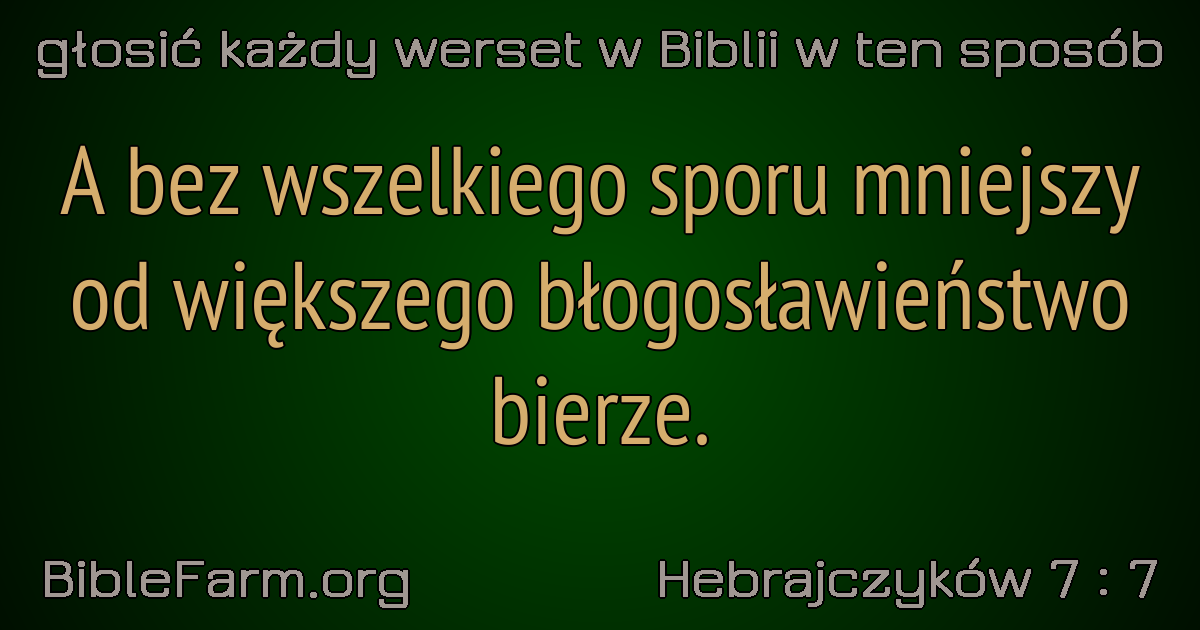 głosić każdy werset w Biblii w ten sposób
A bez wszelkiego sporu mniejszy
od większego błogosławieństwo
bierze.
BibleFarm.org
Hebrajczyków 7 : 7